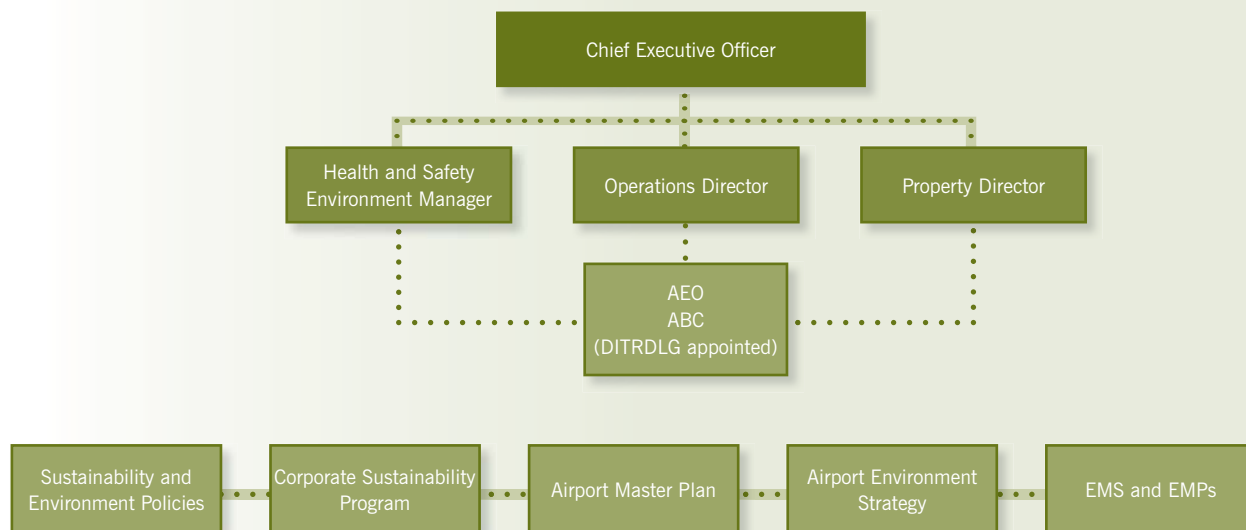 Chief Executive Officer
Health and Safety
Environment Manager
Operations Director
Property Director
AEO
ABC
(DITRDLG appointed)
Sustainability and
Environment Policies
Corporate Sustainability
Program
Airport Master Plan
Airport Environment
Strategy
EMS and EMPs